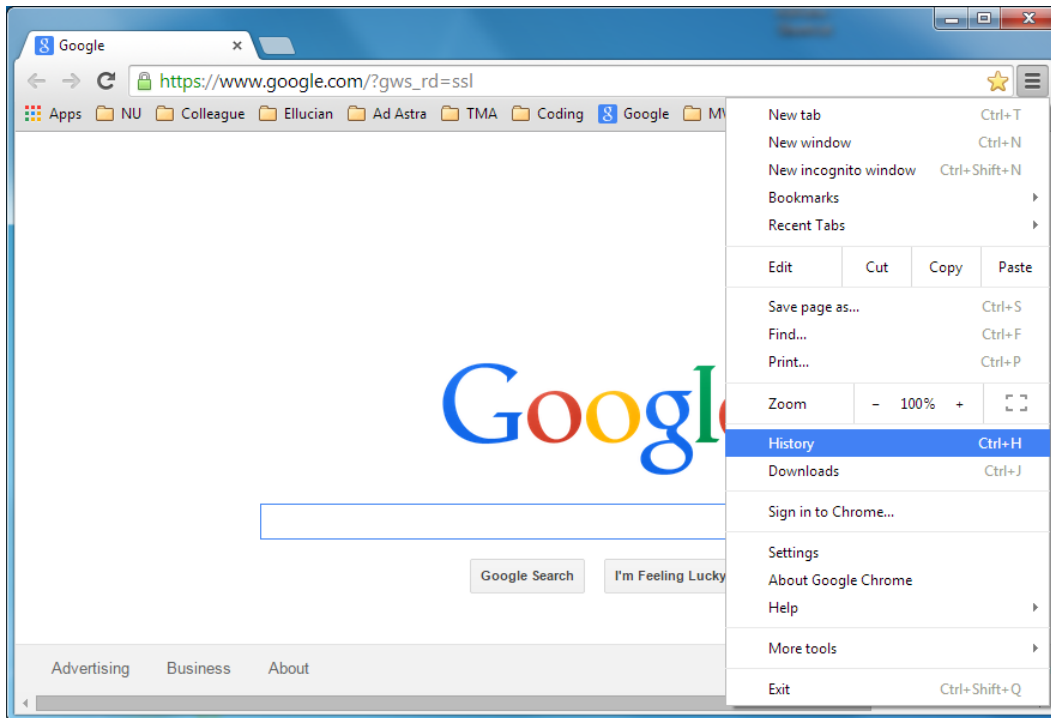 Google
https://www.google.com/?gws_rd=ssl
Apps NU Colleague Ellucian Ad Astra TMA Coding Google
New tab Ctrl+T
New window Ctrl+N
New incognito window Ctrl+Shift+N
Bookmarks
Recent Tabs
Edit Cut Copy Paste
Save page as... Ctrl+S
Find... Ctrl+F
Print... Ctrl+P
Zoom - 100% +
History Ctrl+H
Downloads Ctrl+J
Sign in to Chrome...
Settings
About Google Chrome
Help
More tools
Exit Ctrl+Shift+Q
Google
Google Search I'm Feeling Lucky
Advertising Business About